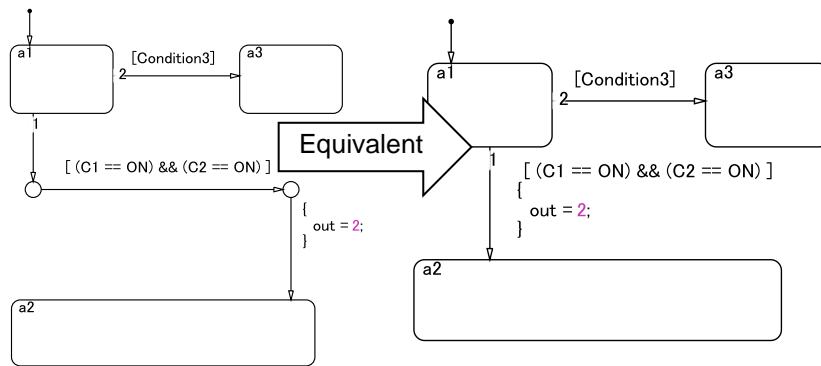 a1
[Condition3]
2
a3
1
[ (C1 == ON) && (C2 == ON) ]
{
out = 2;
}
a2
Equivalent
a1
[Condition3]
2
a3
1
[ (C1 == ON) && (C2 == ON) ]
{
out = 2;
}
a2